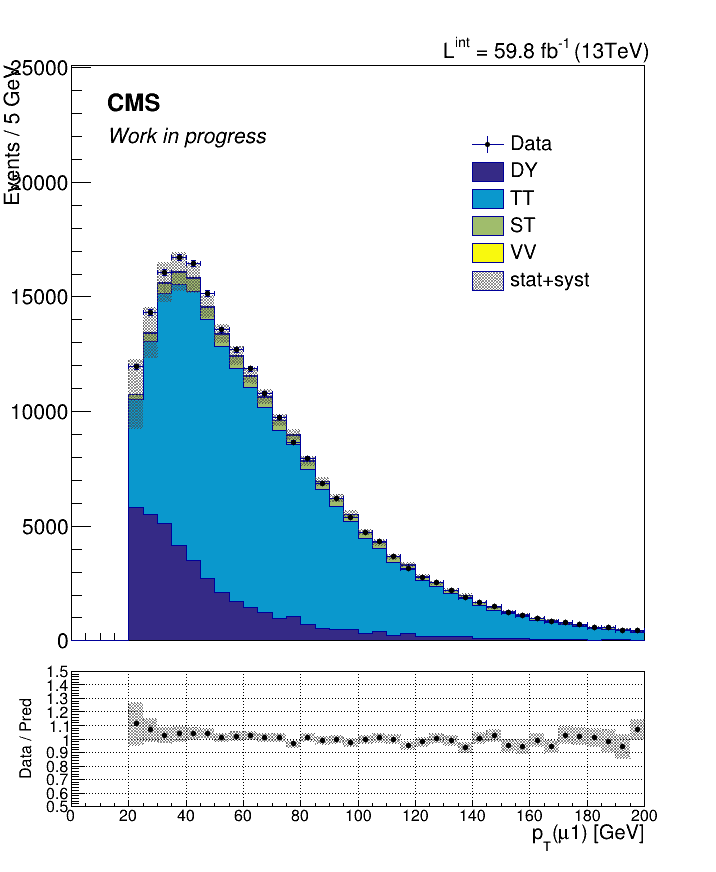 L^int = 59.8 fb^-1 (13TeV)
Events / 5 GeV
25000
20000
15000
10000
5000
0
CMS
Work in progress
Data
DY
TT
ST
VV
stat+syst
Data / Pred
1.5
1.4
1.3
1.2
1.1
1
0.9
0.8
0.7
0.6
0.5
0 20 40 60 80 100 120 140 160 180 200
p_T(μ1) [GeV]